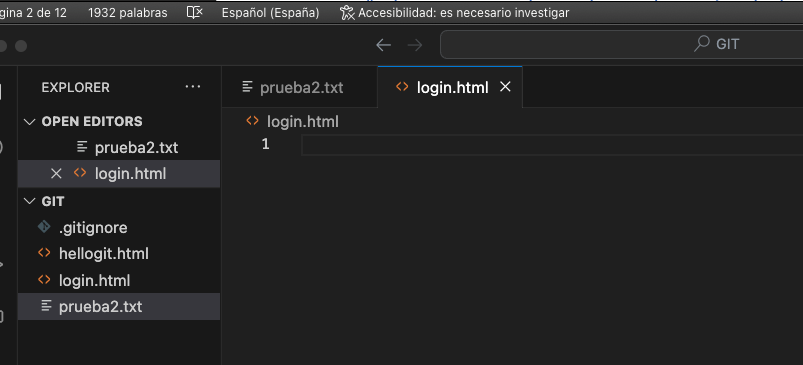 gina 2 de 12 1932 palabras Español (España) Accesibilidad: es necesario investigar
GIT
EXPLORER ...
prueba2.txt login.html
OPEN EDITORS
prueba2.txt
login.html
GIT
.gitignore
hellogit.html
login.html
prueba2.txt
login.html
1